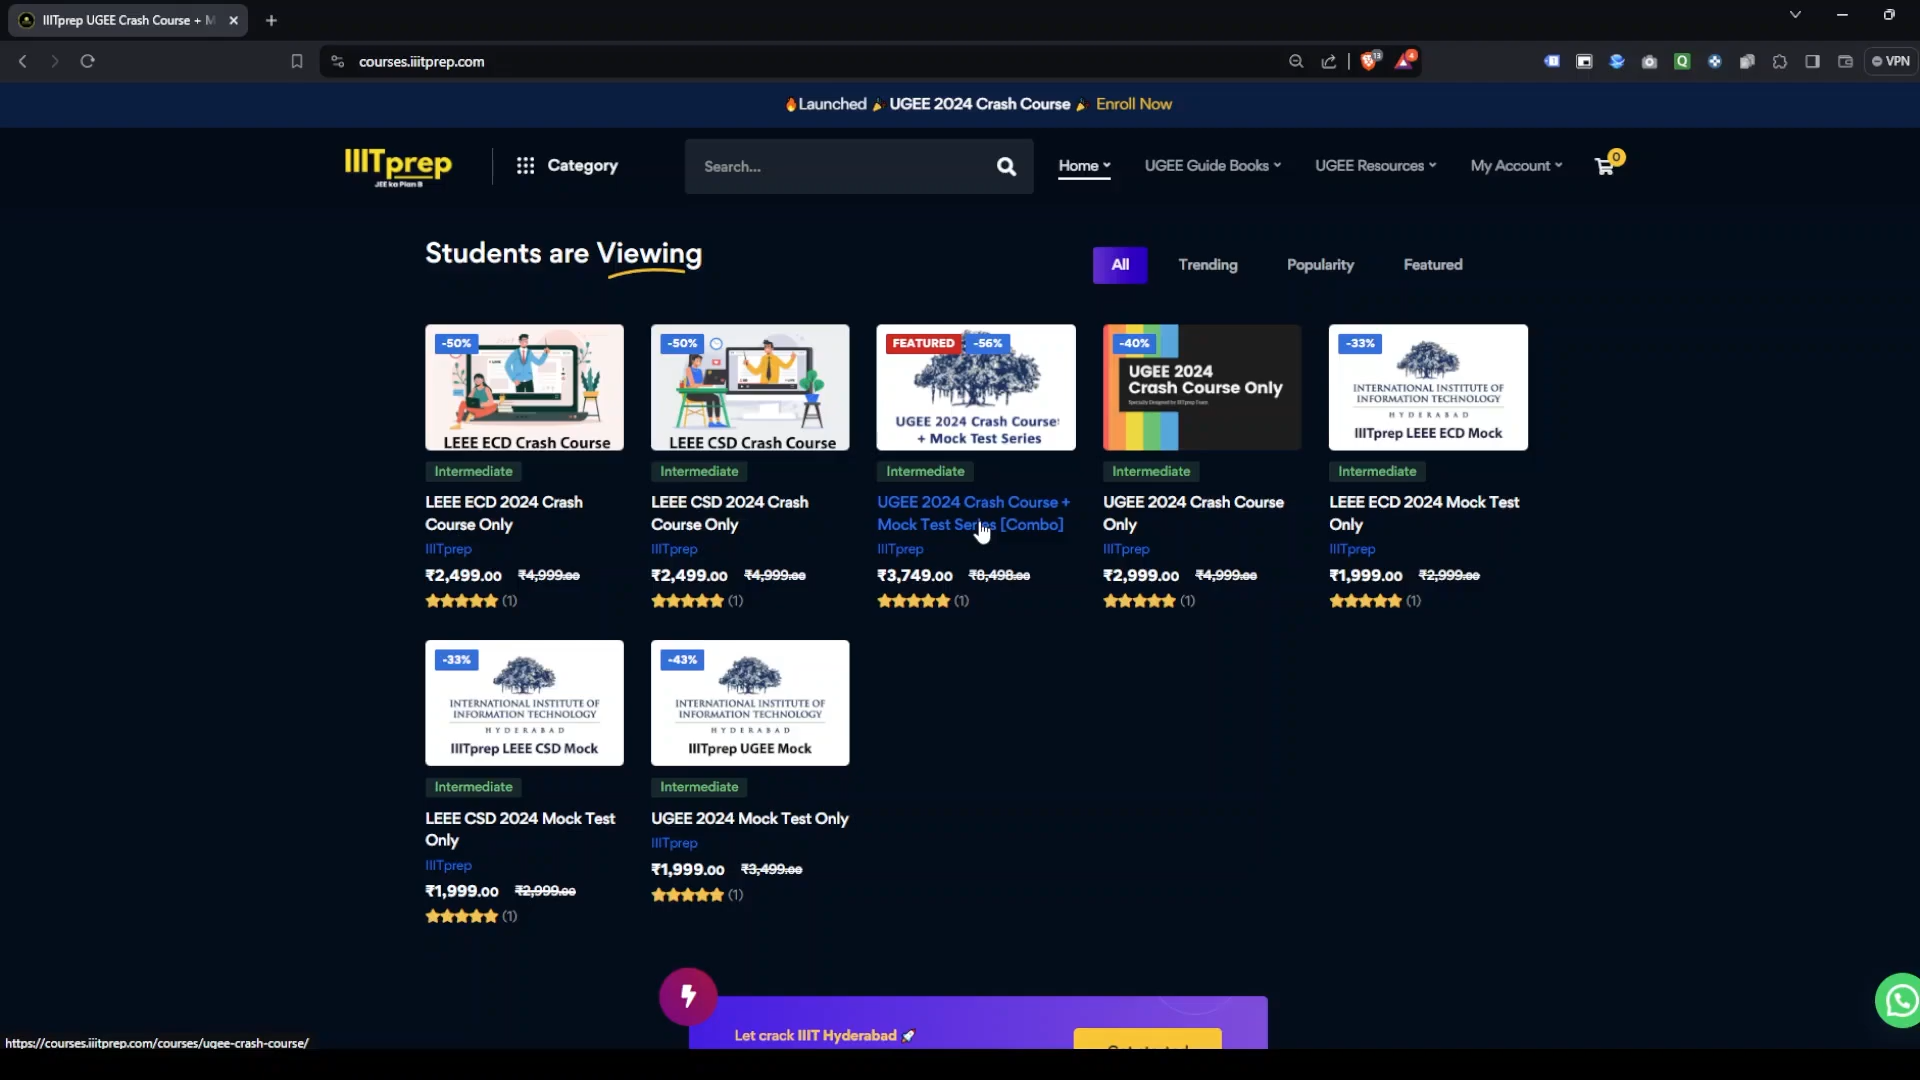 IIITprep UGEE Crash Course + M
courses.iiitprep.com
13
4
VPN
🔥Launched 🎉 UGEE 2024 Crash Course 🎉 Enroll Now
IIITprep
JEE ka Plan B
Category
Search...
Home
UGEE Guide Books
UGEE Resources
My Account
0
Students are Viewing
All
Trending
Popularity
Featured
-50%
LEEE ECD Crash Course
-50%
LEEE CSD Crash Course
FEATURED
-56%
UGEE 2024 Crash Course
+ Mock Test Series
-40%
UGEE 2024
Crash Course Only
-33%
INTERNATIONAL INSTITUTE OF
INFORMATION TECHNOLOGY
HYDERABAD
IIITprep LEEE ECD Mock
Intermediate
Intermediate
Intermediate
Intermediate
Intermediate
LEEE ECD 2024 Crash
Course Only
IIITprep
₹2,499.00 ₹4,999.00
(1)
LEEE CSD 2024 Crash
Course Only
IIITprep
₹2,499.00 ₹4,999.00
(1)
UGEE 2024 Crash Course +
Mock Test Series [Combo]
IIITprep
₹3,749.00 ₹8,498.00
(1)
UGEE 2024 Crash Course
Only
IIITprep
₹2,999.00 ₹4,999.00
(1)
LEEE ECD 2024 Mock Test
Only
IIITprep
₹1,999.00 ₹2,999.00
(1)
-33%
INTERNATIONAL INSTITUTE OF
INFORMATION TECHNOLOGY
HYDERABAD
IIITprep LEEE CSD Mock
Intermediate
LEEE CSD 2024 Mock Test
Only
IIITprep
₹1,999.00 ₹2,999.00
(1)
-43%
INTERNATIONAL INSTITUTE OF
INFORMATION TECHNOLOGY
HYDERABAD
IIITprep UGEE Mock
Intermediate
UGEE 2024 Mock Test Only
IIITprep
₹1,999.00 ₹3,499.00
(1)
Let crack IIIT Hyderabad 🚀
https://courses.iiitprep.com/courses/ugee-crash-course/